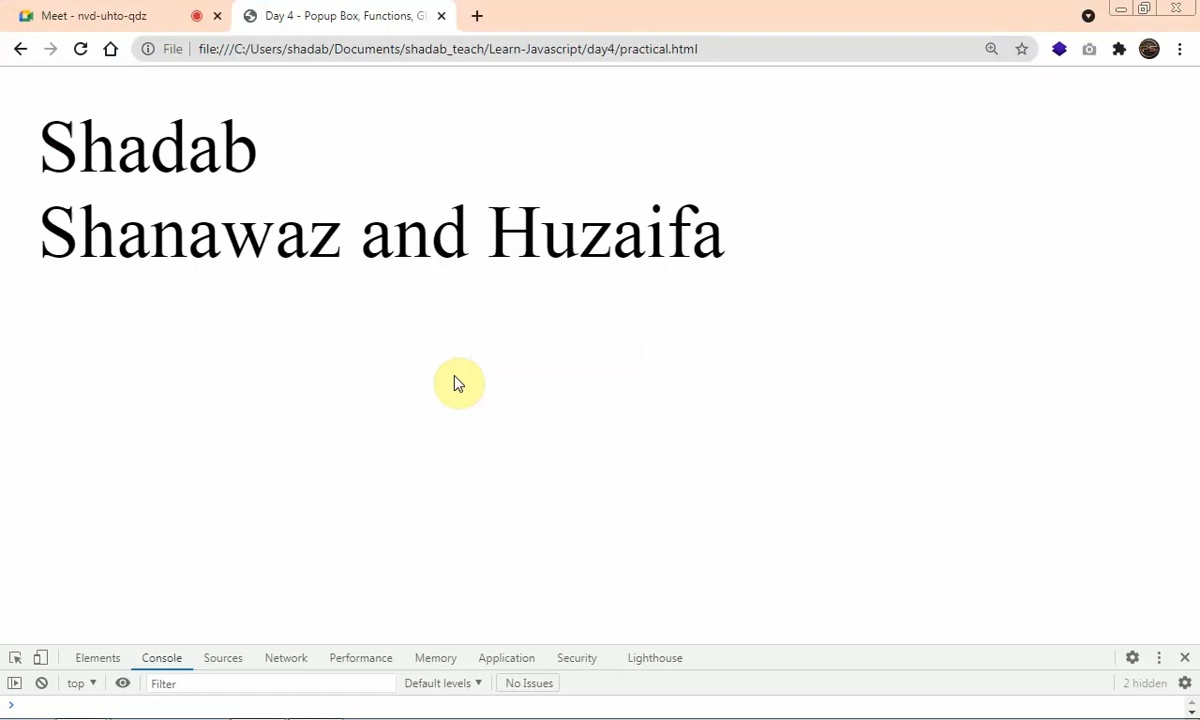 Meet - nvd-uhto-qdz
Day 4 - Popup Box, Functions, Gl
File
file:///C:/Users/shadab/Documents/shadab_teach/Learn-Javascript/day4/practical.html
Shadab
Shanawaz and Huzaifa
Elements Console Sources Network Performance Memory Application Security Lighthouse
top Filter Default levels No Issues 2 hidden